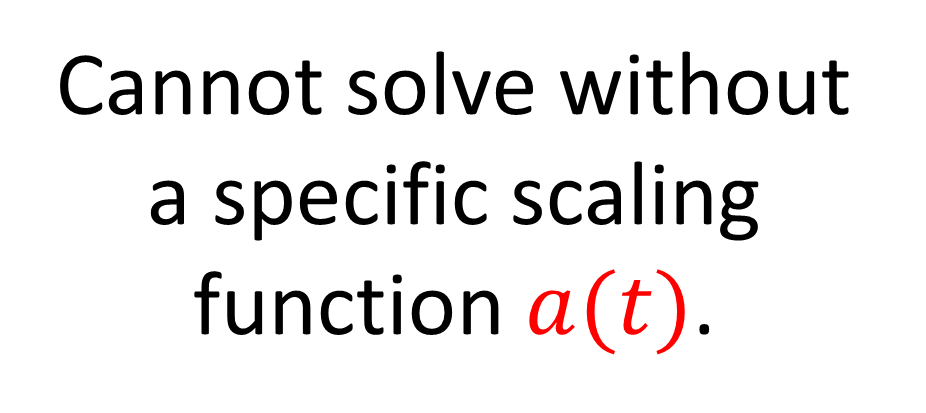 Cannot solve without
a specific scaling
function a(t).